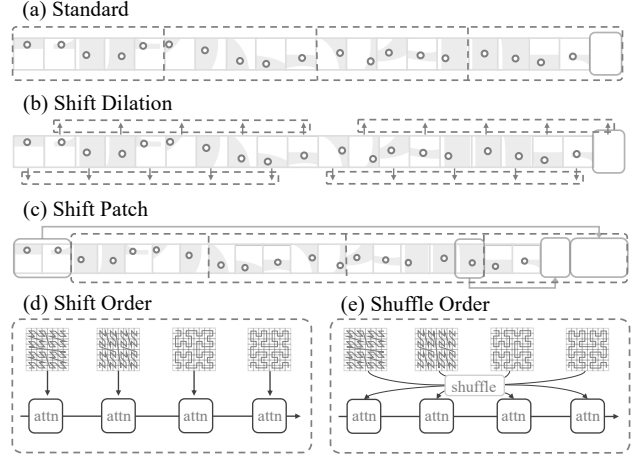 (a) Standard
(b) Shift Dilation
(c) Shift Patch
(d) Shift Order
(e) Shuffle Order
shuffle
attn attn attn attn attn attn attn attn